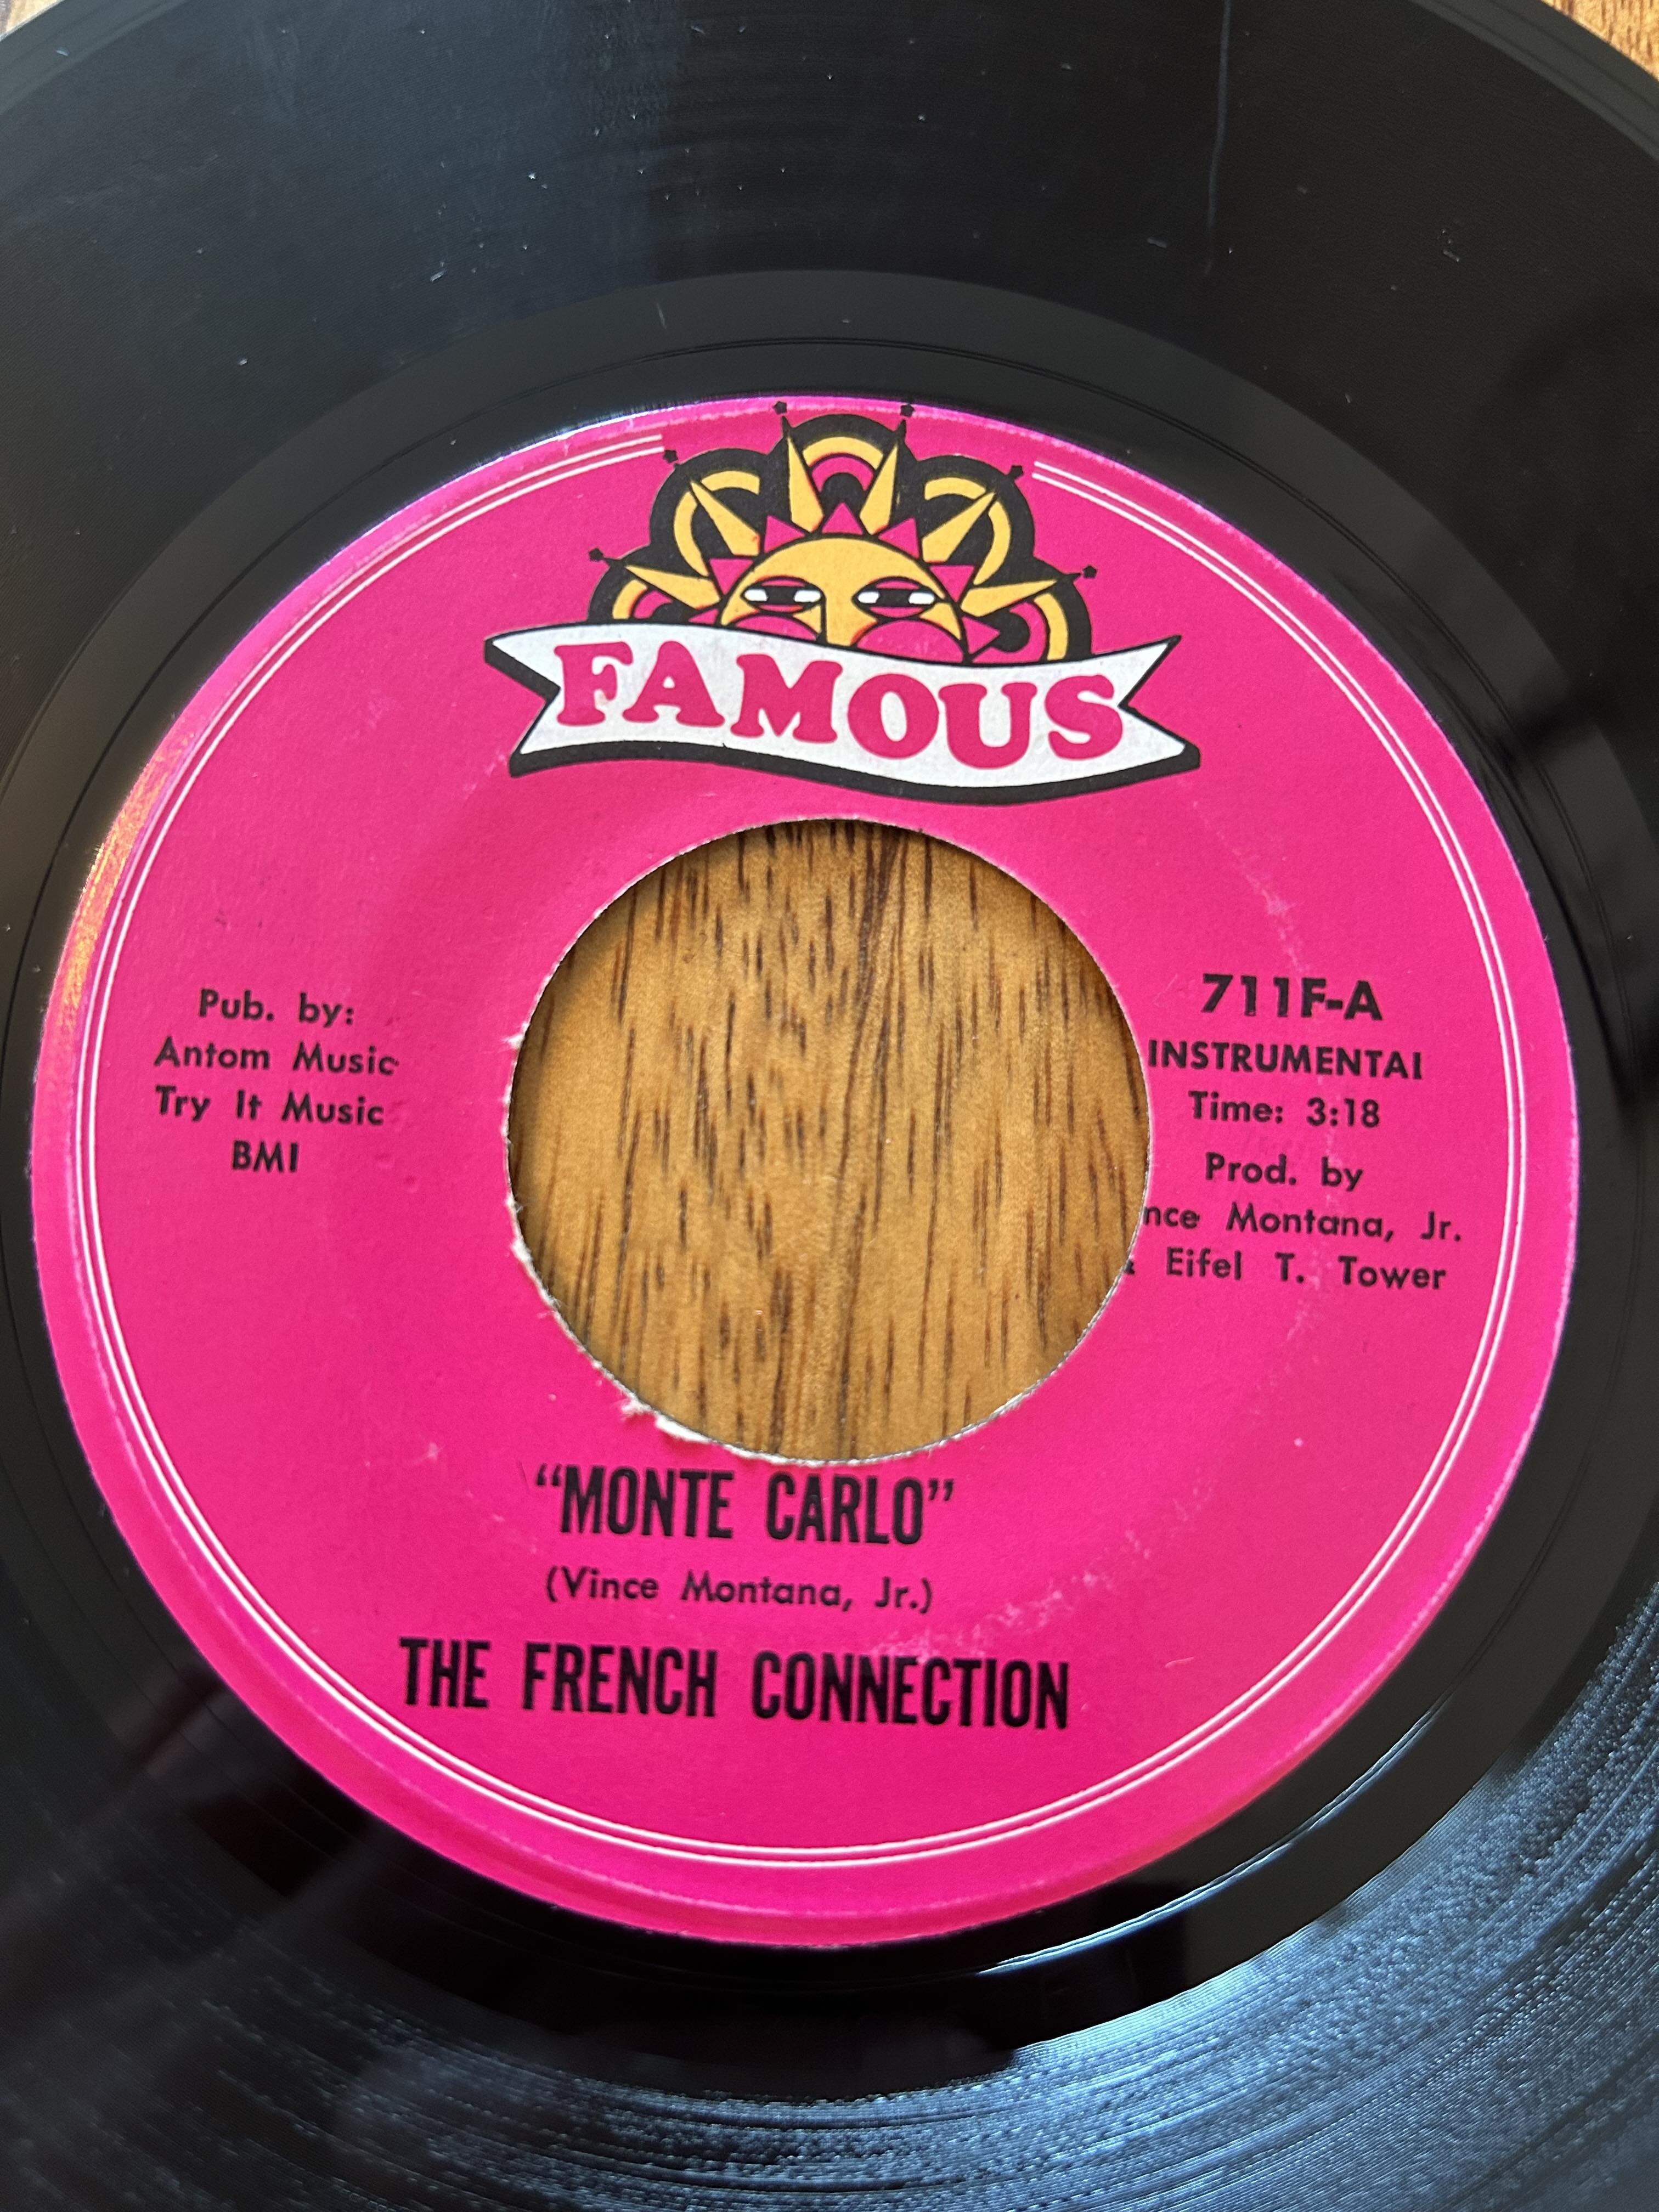 FAMOUS
Pub. by:
Antom Music
Try It Music
BMI
711F-A
INSTRUMENTAL
Time: 3:18
Prod. by
nce Montana, Jr.
& Eifel T. Tower
“MONTE CARLO”
(Vince Montana, Jr.)
THE FRENCH CONNECTION